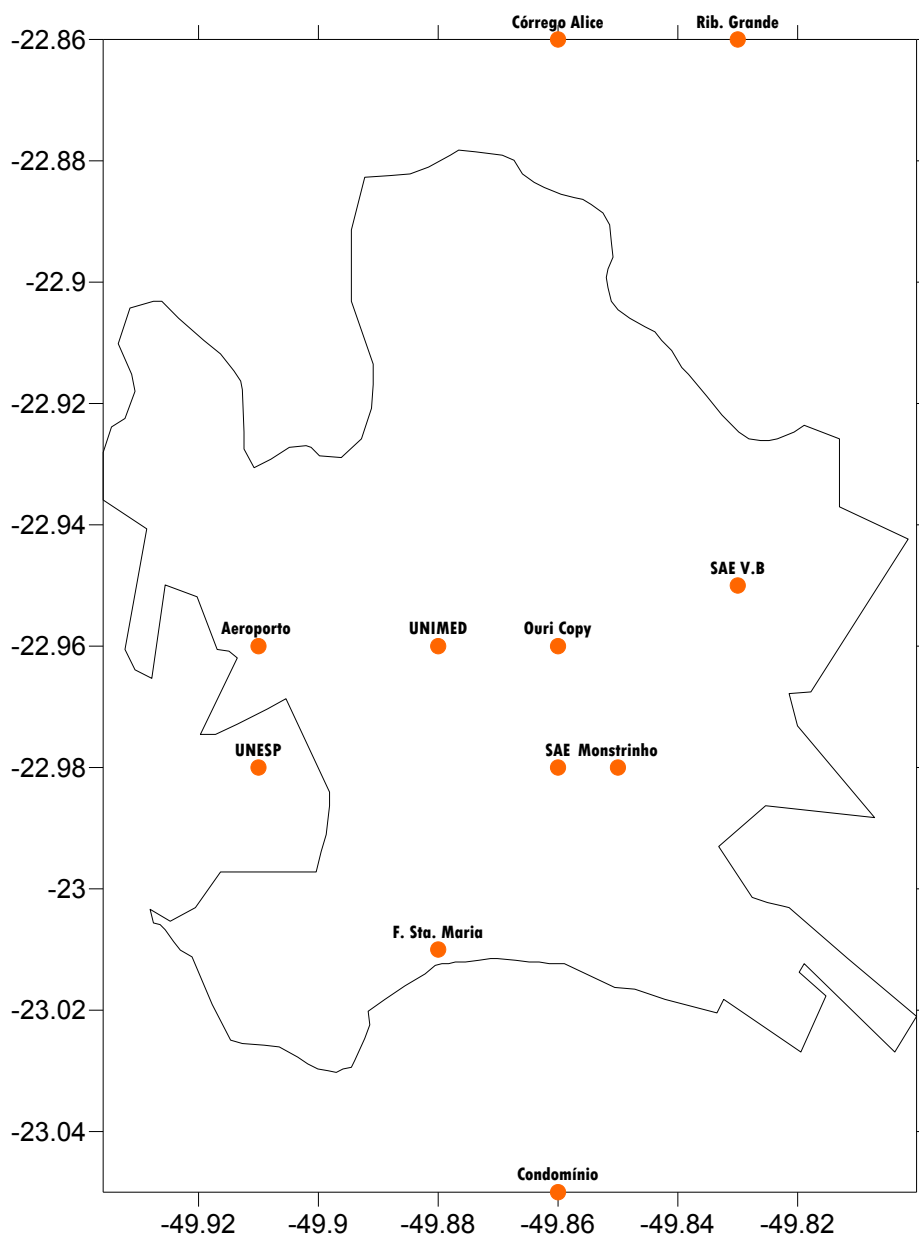 Córrego Alice
Rib. Grande
-22.86
-22.88
-22.9
-22.92
-22.94
SAE V.B
Aeroporto
UNIMED
Ouri Copy
-22.96
UNESP
SAE
Monstrinho
-22.98
-23
F. Sta. Maria
-23.02
-23.04
Condomínio
-49.92
-49.9
-49.88
-49.86
-49.84
-49.82